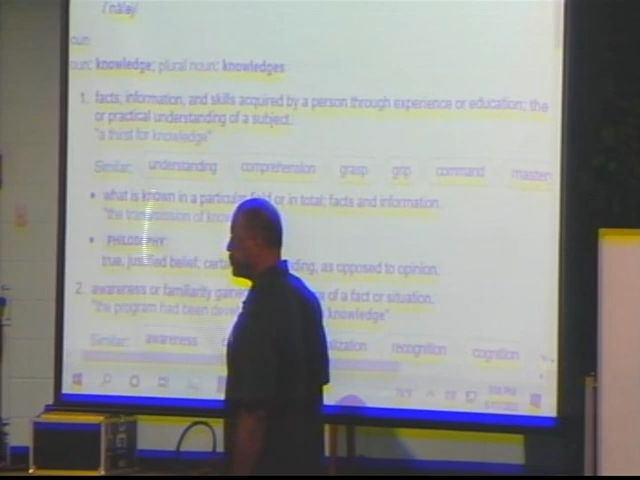 /ˈnäləj/
noun
noun: knowledge; plural noun: knowledges
1. facts, information, and skills acquired by a person through experience or education; the
or practical understanding of a subject.
"a thirst for knowledge"
Similar: understanding comprehension grasp grip command
• what is known in a particular field or in total; facts and information.
"the transmission of
• PHILOSOPHY
true, justified belief; as opposed to opinion.
2. awareness or familiarity of a fact or situation.
"the program had been knowledge"
Similar: awareness recognition cognition